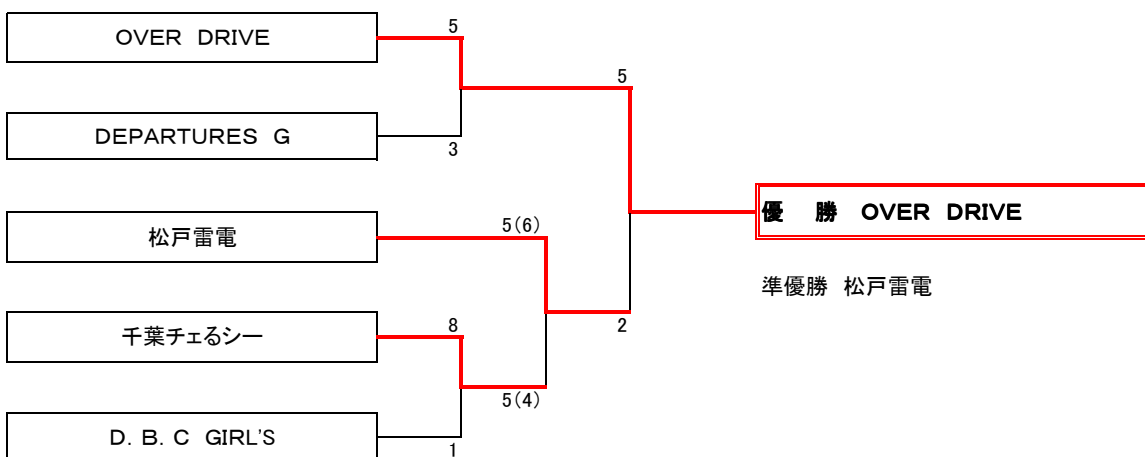 OVER DRIVE
5
5
DEPARTURES G
3
優 勝 OVER DRIVE
松戸雷電
5(6)
準優勝 松戸雷電
千葉チェるシー
8
2
5(4)
D.B.C GIRL'S
1